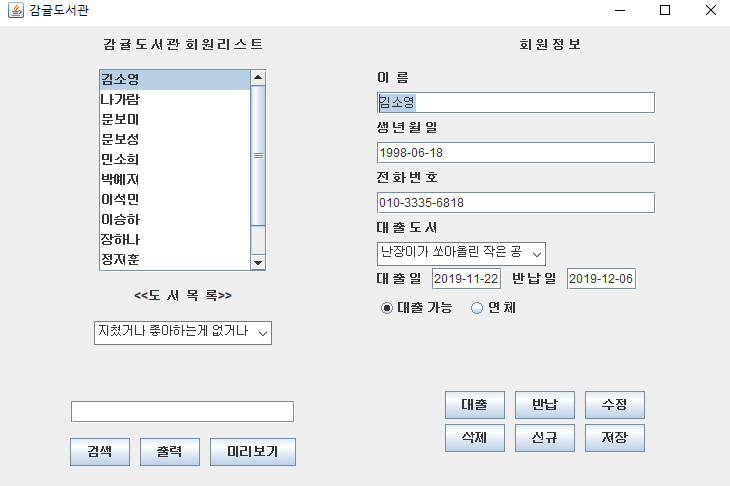 감귤도서관
감귤도서관 회원리스트
김소영
나가람
문보미
문보성
민소희
박예지
이석민
이승하
장하나
정지훈
<<도 서 목 록>>
지쳤거나 좋아하는게 없거나
검색 출력 미리보기
회원정보
이 름
김소영
생년월일
1998-06-18
전화번호
010-3335-6818
대출도서
난장이가 쏘아올린 작은 공
대출일 2019-11-22 반납일 2019-12-06
대출 가능 연체
대출 반납 수정
삭제 신규 저장